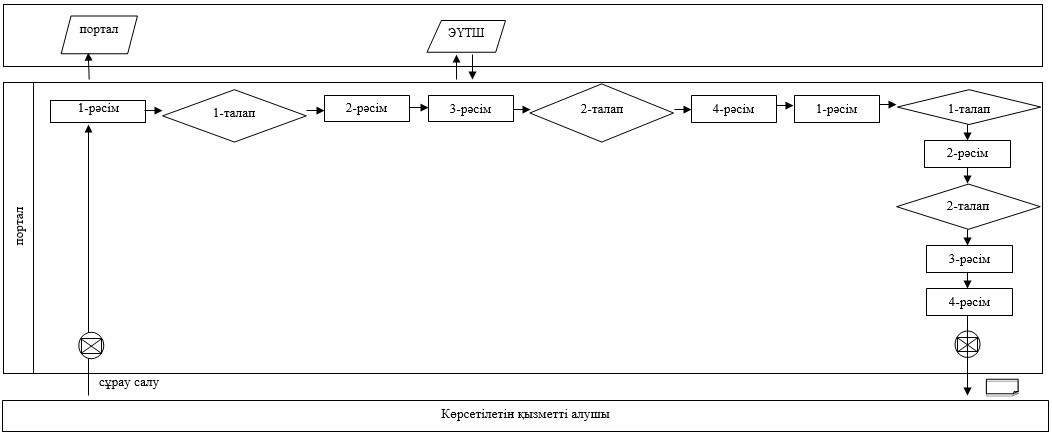 портал
ЭҮТШ
портал
1-рәсім
1-талап
2-рәсім
3-рәсім
2-талап
4-рәсім
1-рәсім
1-талап
2-рәсім
2-талап
3-рәсім
4-рәсім
сұрау салу
Көрсетілетін қызметті алушы